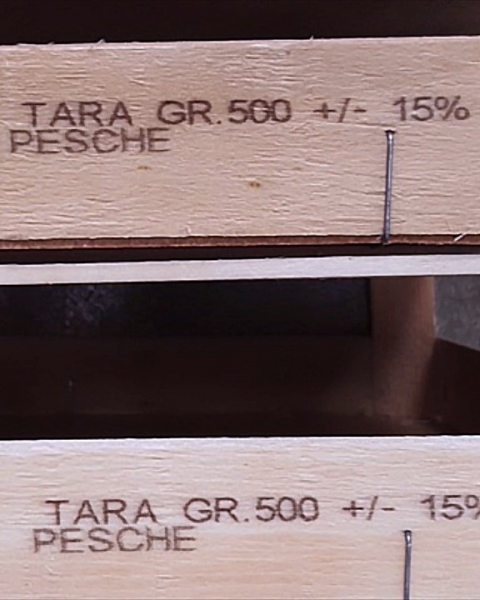 TARA GR.500 +/- 15%
PESCHE
TARA GR.500 +/- 15%
PESCHE